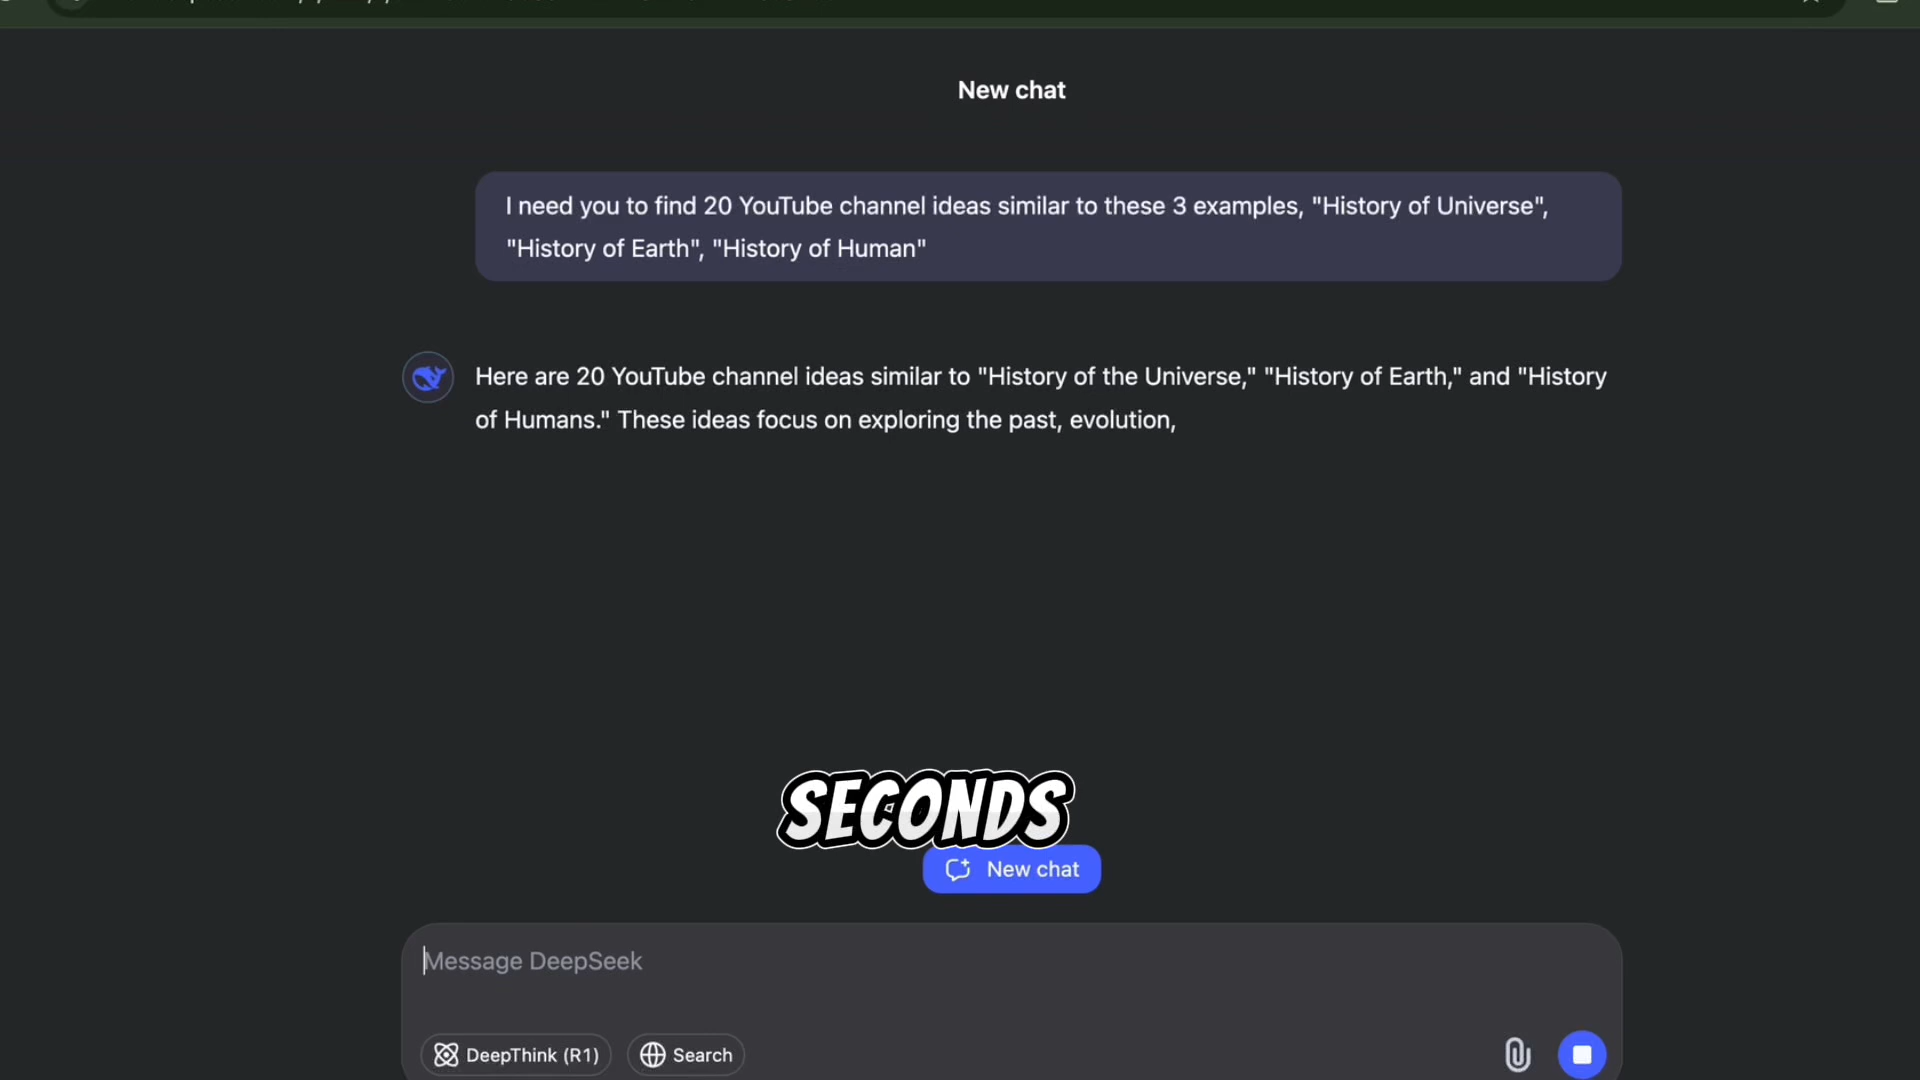 New chat
I need you to find 20 YouTube channel ideas similar to these 3 examples, "History of Universe",
"History of Earth", "History of Human"
Here are 20 YouTube channel ideas similar to "History of the Universe," "History of Earth," and "History
of Humans." These ideas focus on exploring the past, evolution,
SECONDS
New chat
Message DeepSeek
DeepThink (R1) Search